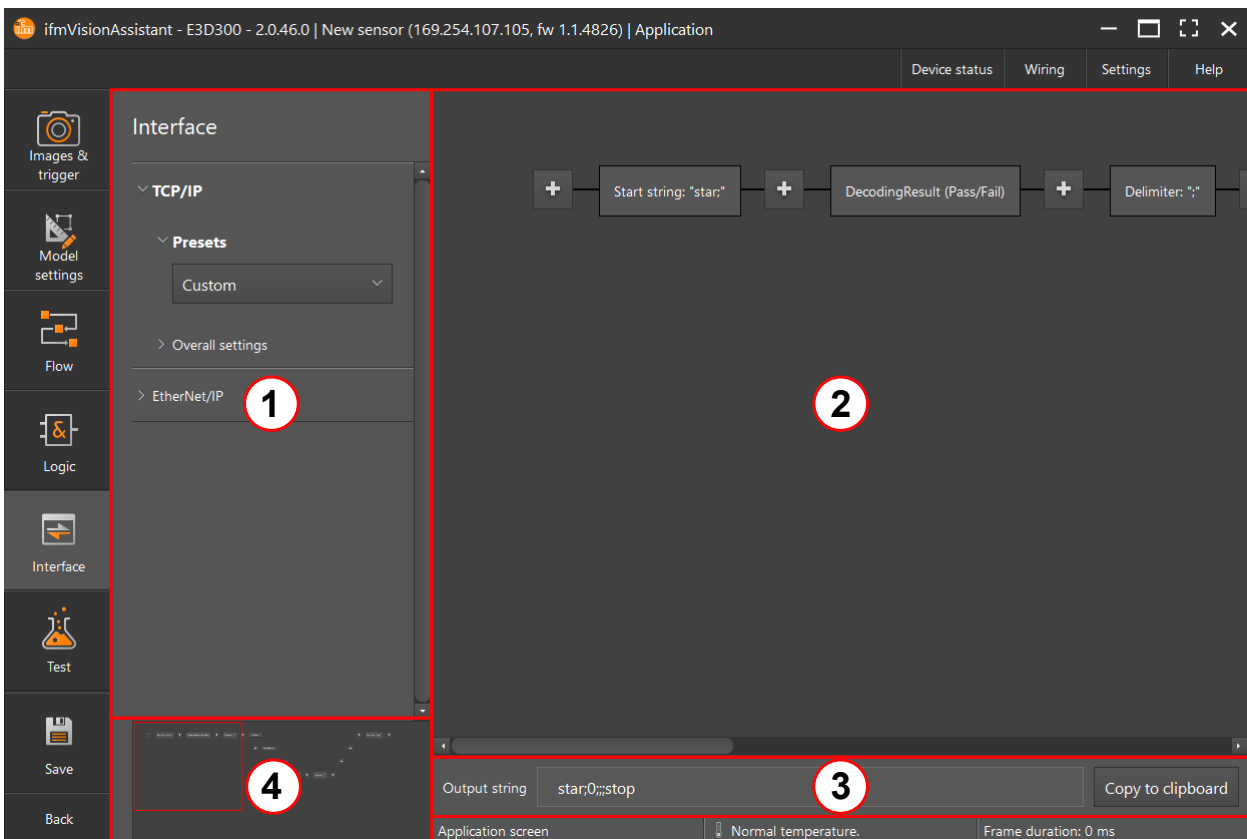 ifm ifmVisionAssistant - E3D300 - 2.0.46.0 | New sensor (169.254.107.105, fw 1.1.4826) | Application
Device status Wiring Settings Help
Images &
trigger
Model
settings
Flow
Logic
Interface
Test
Save
Back
Interface
TCP/IP
Presets
Custom
Overall settings
EtherNet/IP
1
Start string: "star;"
DecodingResult (Pass/Fail)
Delimiter: ";"
2
4
Output string star;0;;;stop 3 Copy to clipboard
Application screen Normal temperature. Frame duration: 0 ms